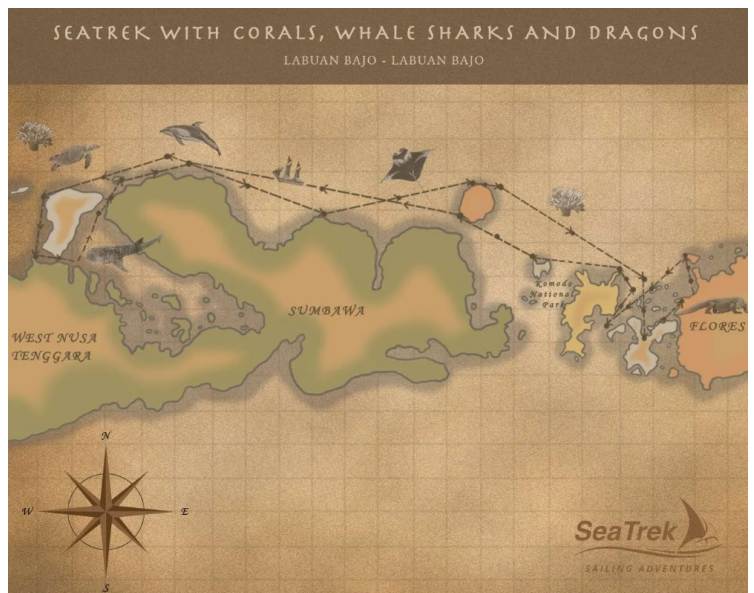 SEATREK WITH CORALS, WHALE SHARKS AND DRAGONS
LABUAN BAJO - LABUAN BAJO
Komodo
National
Park
SUMBAWA
FLORES
WEST NUSA
TENGGARA
N
W
E
S
SeaTrek
SAILING ADVENTURES